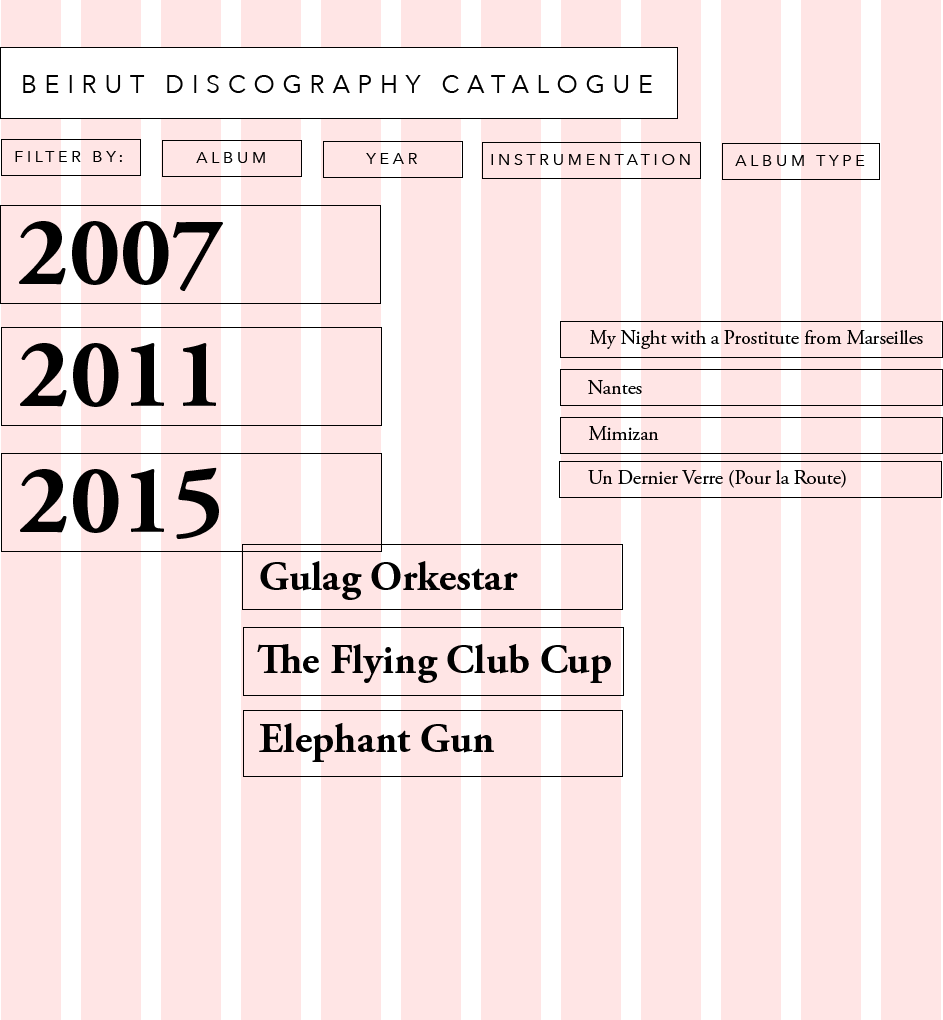 BEIRUT DISCOGRAPHY CATALOGUE
FILTER BY:
ALBUM
YEAR
INSTRUMENTATION
ALBUM TYPE
2007
2011
2015
My Night with a Prostitute from Marseilles
Nantes
Mimizan
Un Dernier Verre (Pour la Route)
Gulag Orkestar
The Flying Club Cup
Elephant Gun